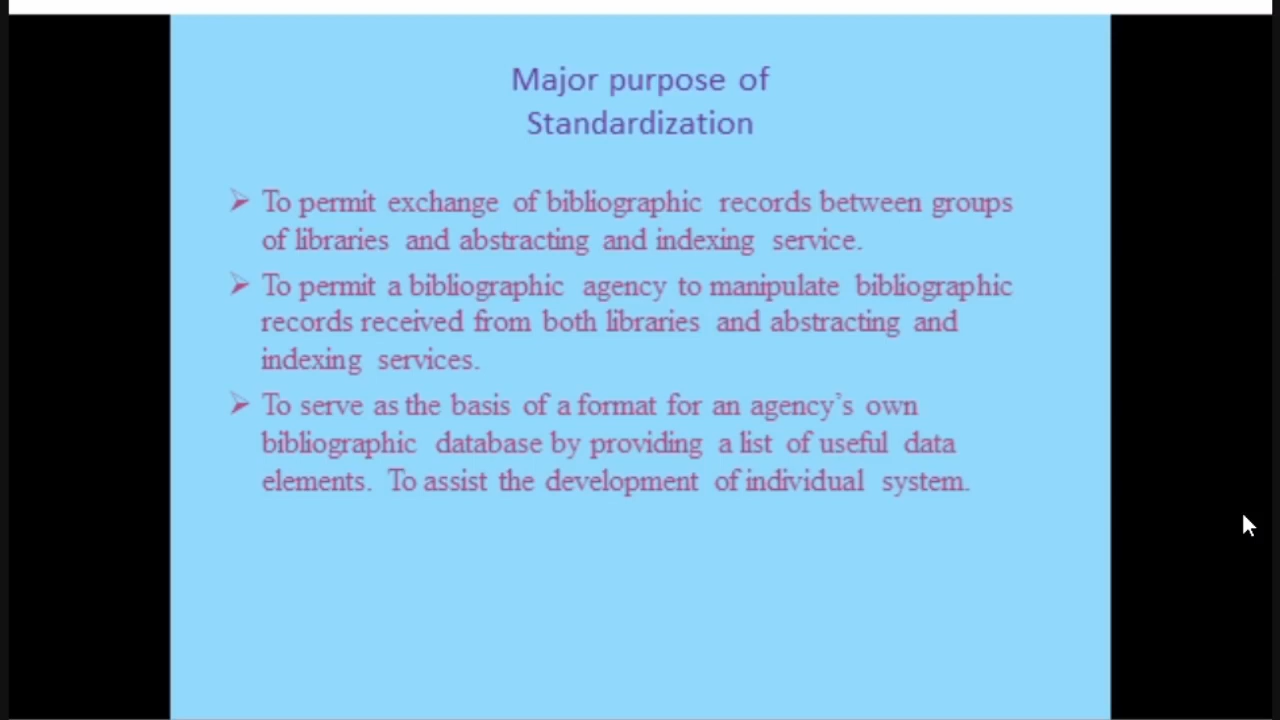 Major purpose of
Standardization
➢ To permit exchange of bibliographic records between groups
of libraries and abstracting and indexing service.
➢ To permit a bibliographic agency to manipulate bibliographic
records received from both libraries and abstracting and
indexing services.
➢ To serve as the basis of a format for an agency’s own
bibliographic database by providing a list of useful data
elements. To assist the development of individual system.